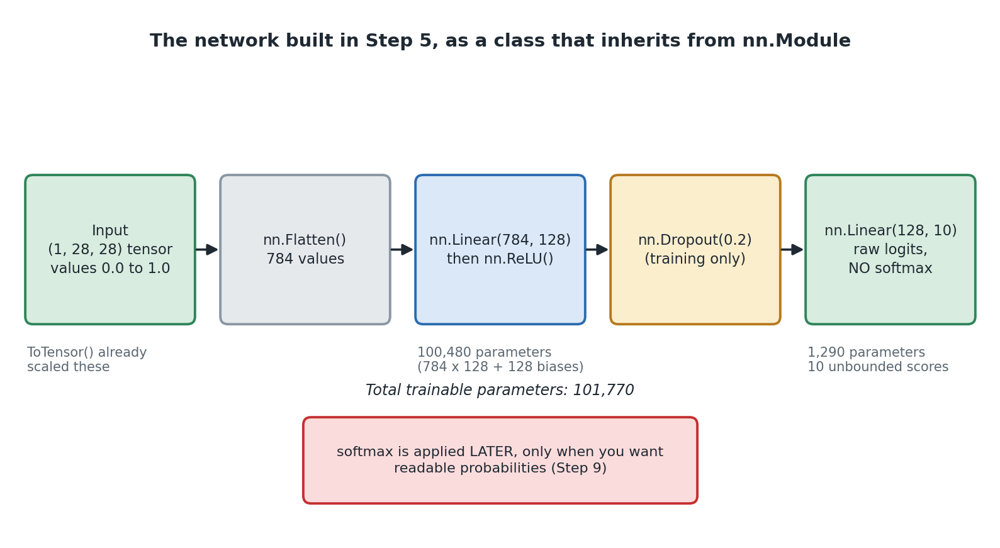 The network built in Step 5, as a class that inherits from nn.Module
Input
(1, 28, 28) tensor
values 0.0 to 1.0
nn.Flatten()
784 values
nn.Linear(784, 128)
then nn.ReLU()
nn.Dropout(0.2)
(training only)
nn.Linear(128, 10)
raw logits,
NO softmax
ToTensor() already
scaled these
100,480 parameters
(784 x 128 + 128 biases)
1,290 parameters
10 unbounded scores
Total trainable parameters: 101,770
softmax is applied LATER, only when you want
readable probabilities (Step 9)